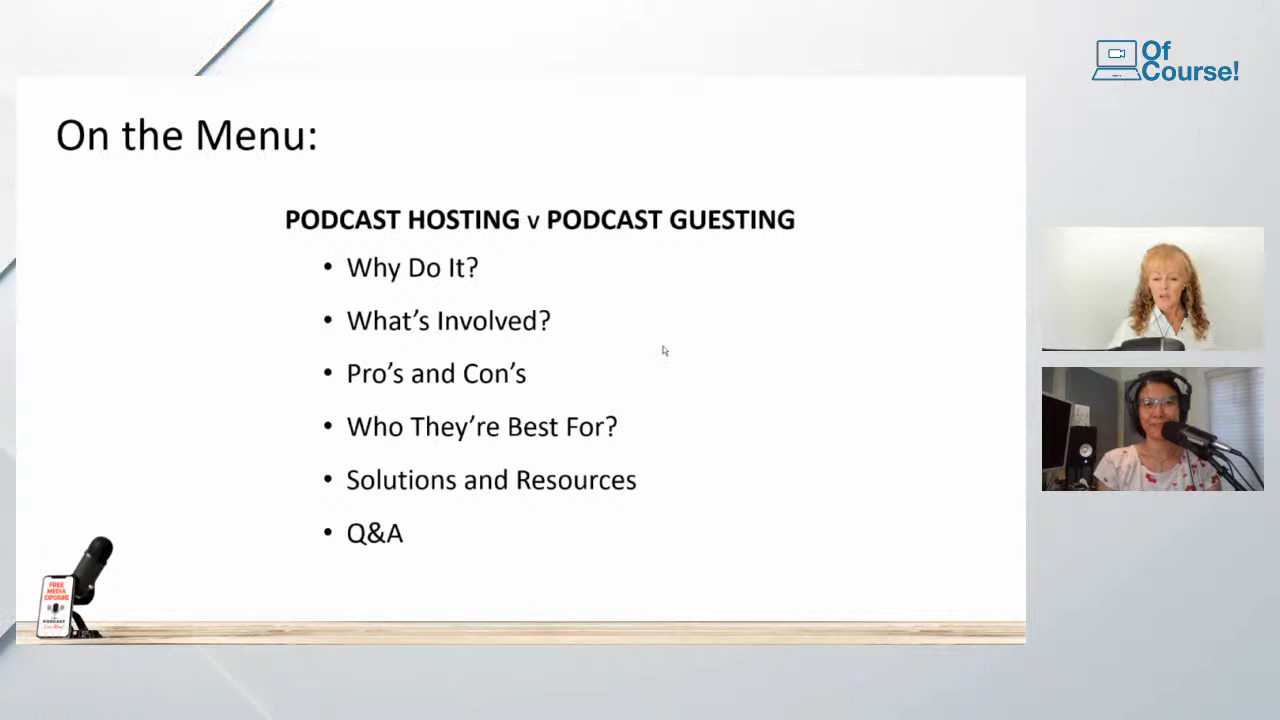 Of
Course!
On the Menu:
PODCAST HOSTING v PODCAST GUESTING
• Why Do It?
• What’s Involved?
• Pro’s and Con’s
• Who They’re Best For?
• Solutions and Resources
• Q&A
FREE
MEDIA
EXPOSURE
PODCAST